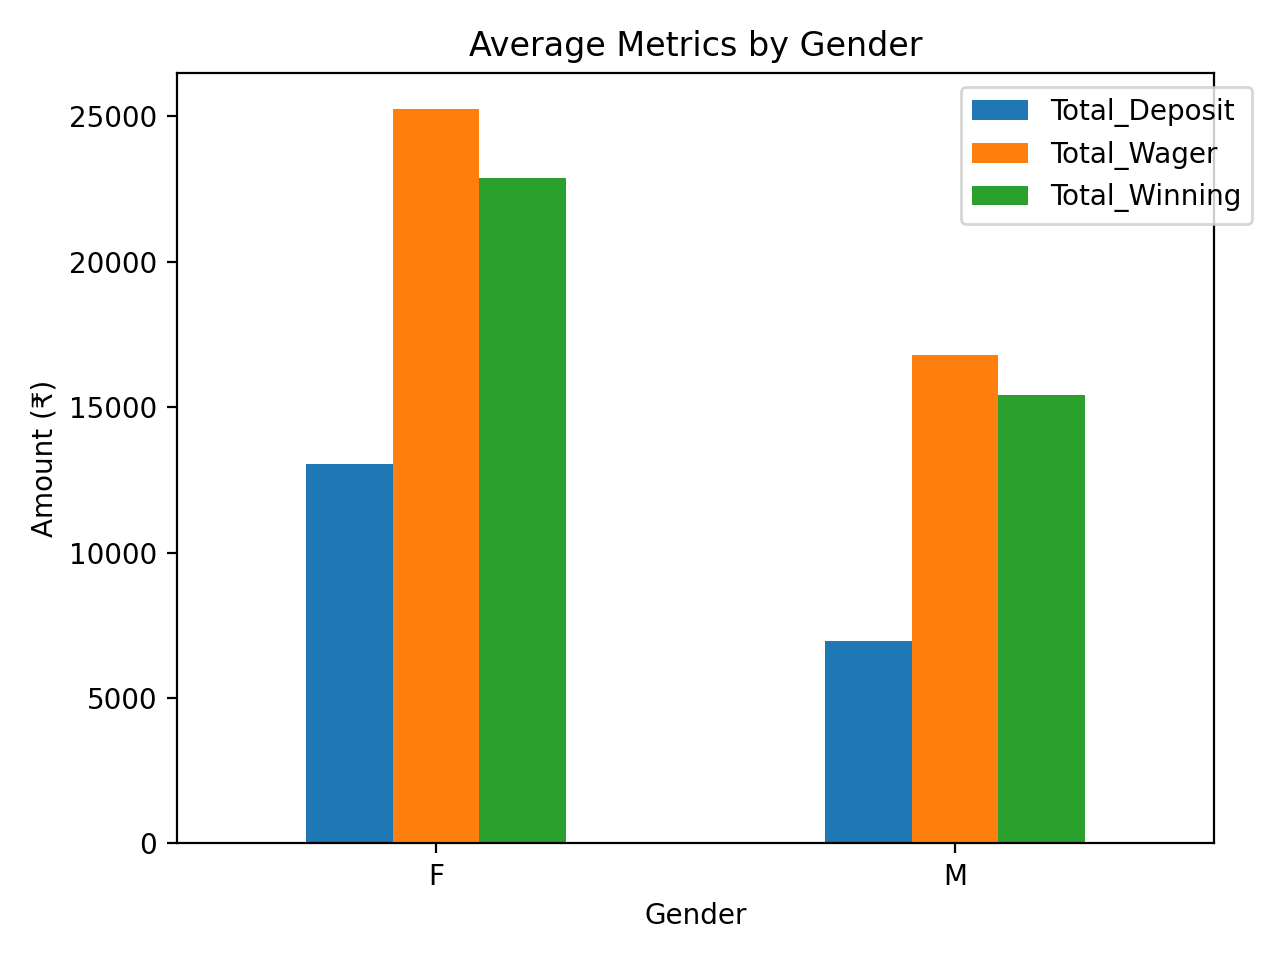 Average Metrics by Gender
Total_Deposit
Total_Wager
Total_Winning
25000
20000
15000
10000
5000
0
Amount (₹)
F
M
Gender